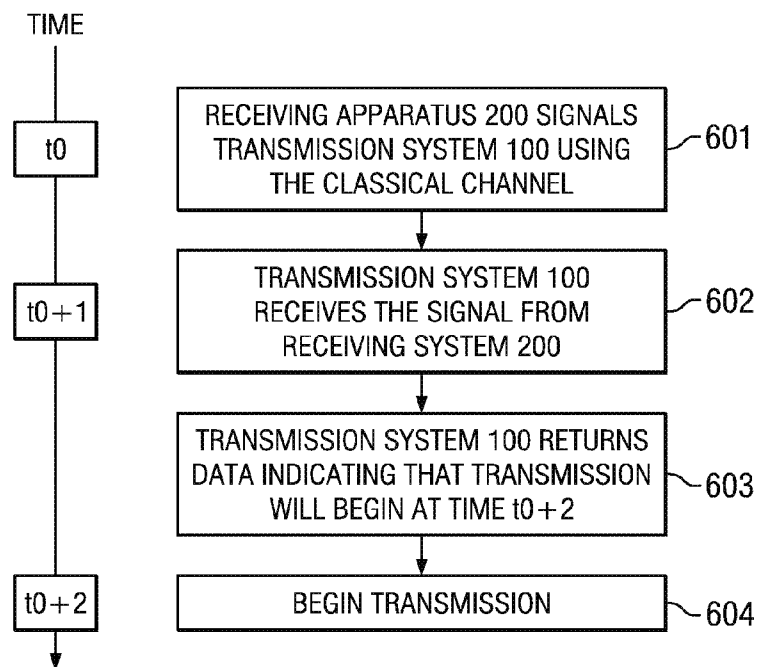 TIME
t0
RECEIVING APPARATUS 200 SIGNALS
TRANSMISSION SYSTEM 100 USING
THE CLASSICAL CHANNEL
601
t0+1
TRANSMISSION SYSTEM 100
RECEIVES THE SIGNAL FROM
RECEIVING SYSTEM 200
602
TRANSMISSION SYSTEM 100 RETURNS
DATA INDICATING THAT TRANSMISSION
WILL BEGIN AT TIME t0+2
603
t0+2
BEGIN TRANSMISSION
604